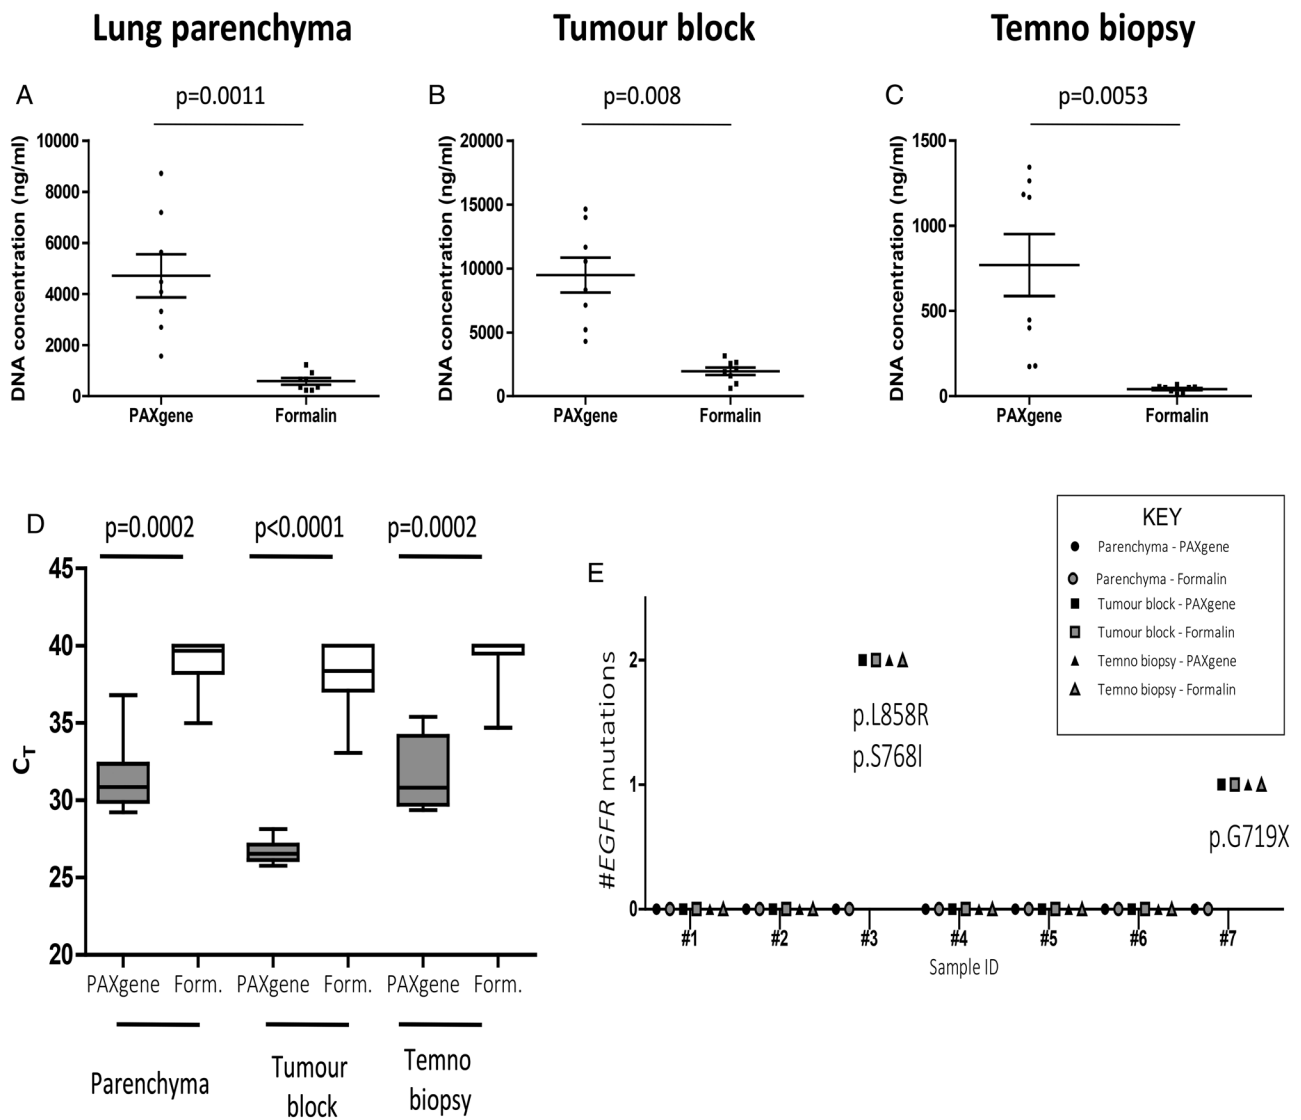 Lung parenchyma
Tumour block
Temno biopsy
A
p=0.0011
DNA concentration (ng/ml)
10000
8000
6000
4000
2000
0
PAXgene
Formalin
B
p=0.008
DNA concentration (ng/ml)
20000
15000
10000
5000
0
PAXgene
Formalin
C
p=0.0053
DNA concentration (ng/ml)
1500
1000
500
0
PAXgene
Formalin
D
p=0.0002
p<0.0001
p=0.0002
CT
45
40
35
30
25
20
PAXgene Form. PAXgene Form. PAXgene Form.
Parenchyma
Tumour
block
Temno
biopsy
E
#EGFR mutations
2
1
0
p.L858R
p.S768I
p.G719X
#1 #2 #3 #4 #5 #6 #7
Sample ID
KEY
Parenchyma - PAXgene
Parenchyma - Formalin
Tumour block - PAXgene
Tumour block - Formalin
Temno biopsy - PAXgene
Temno biopsy - Formalin